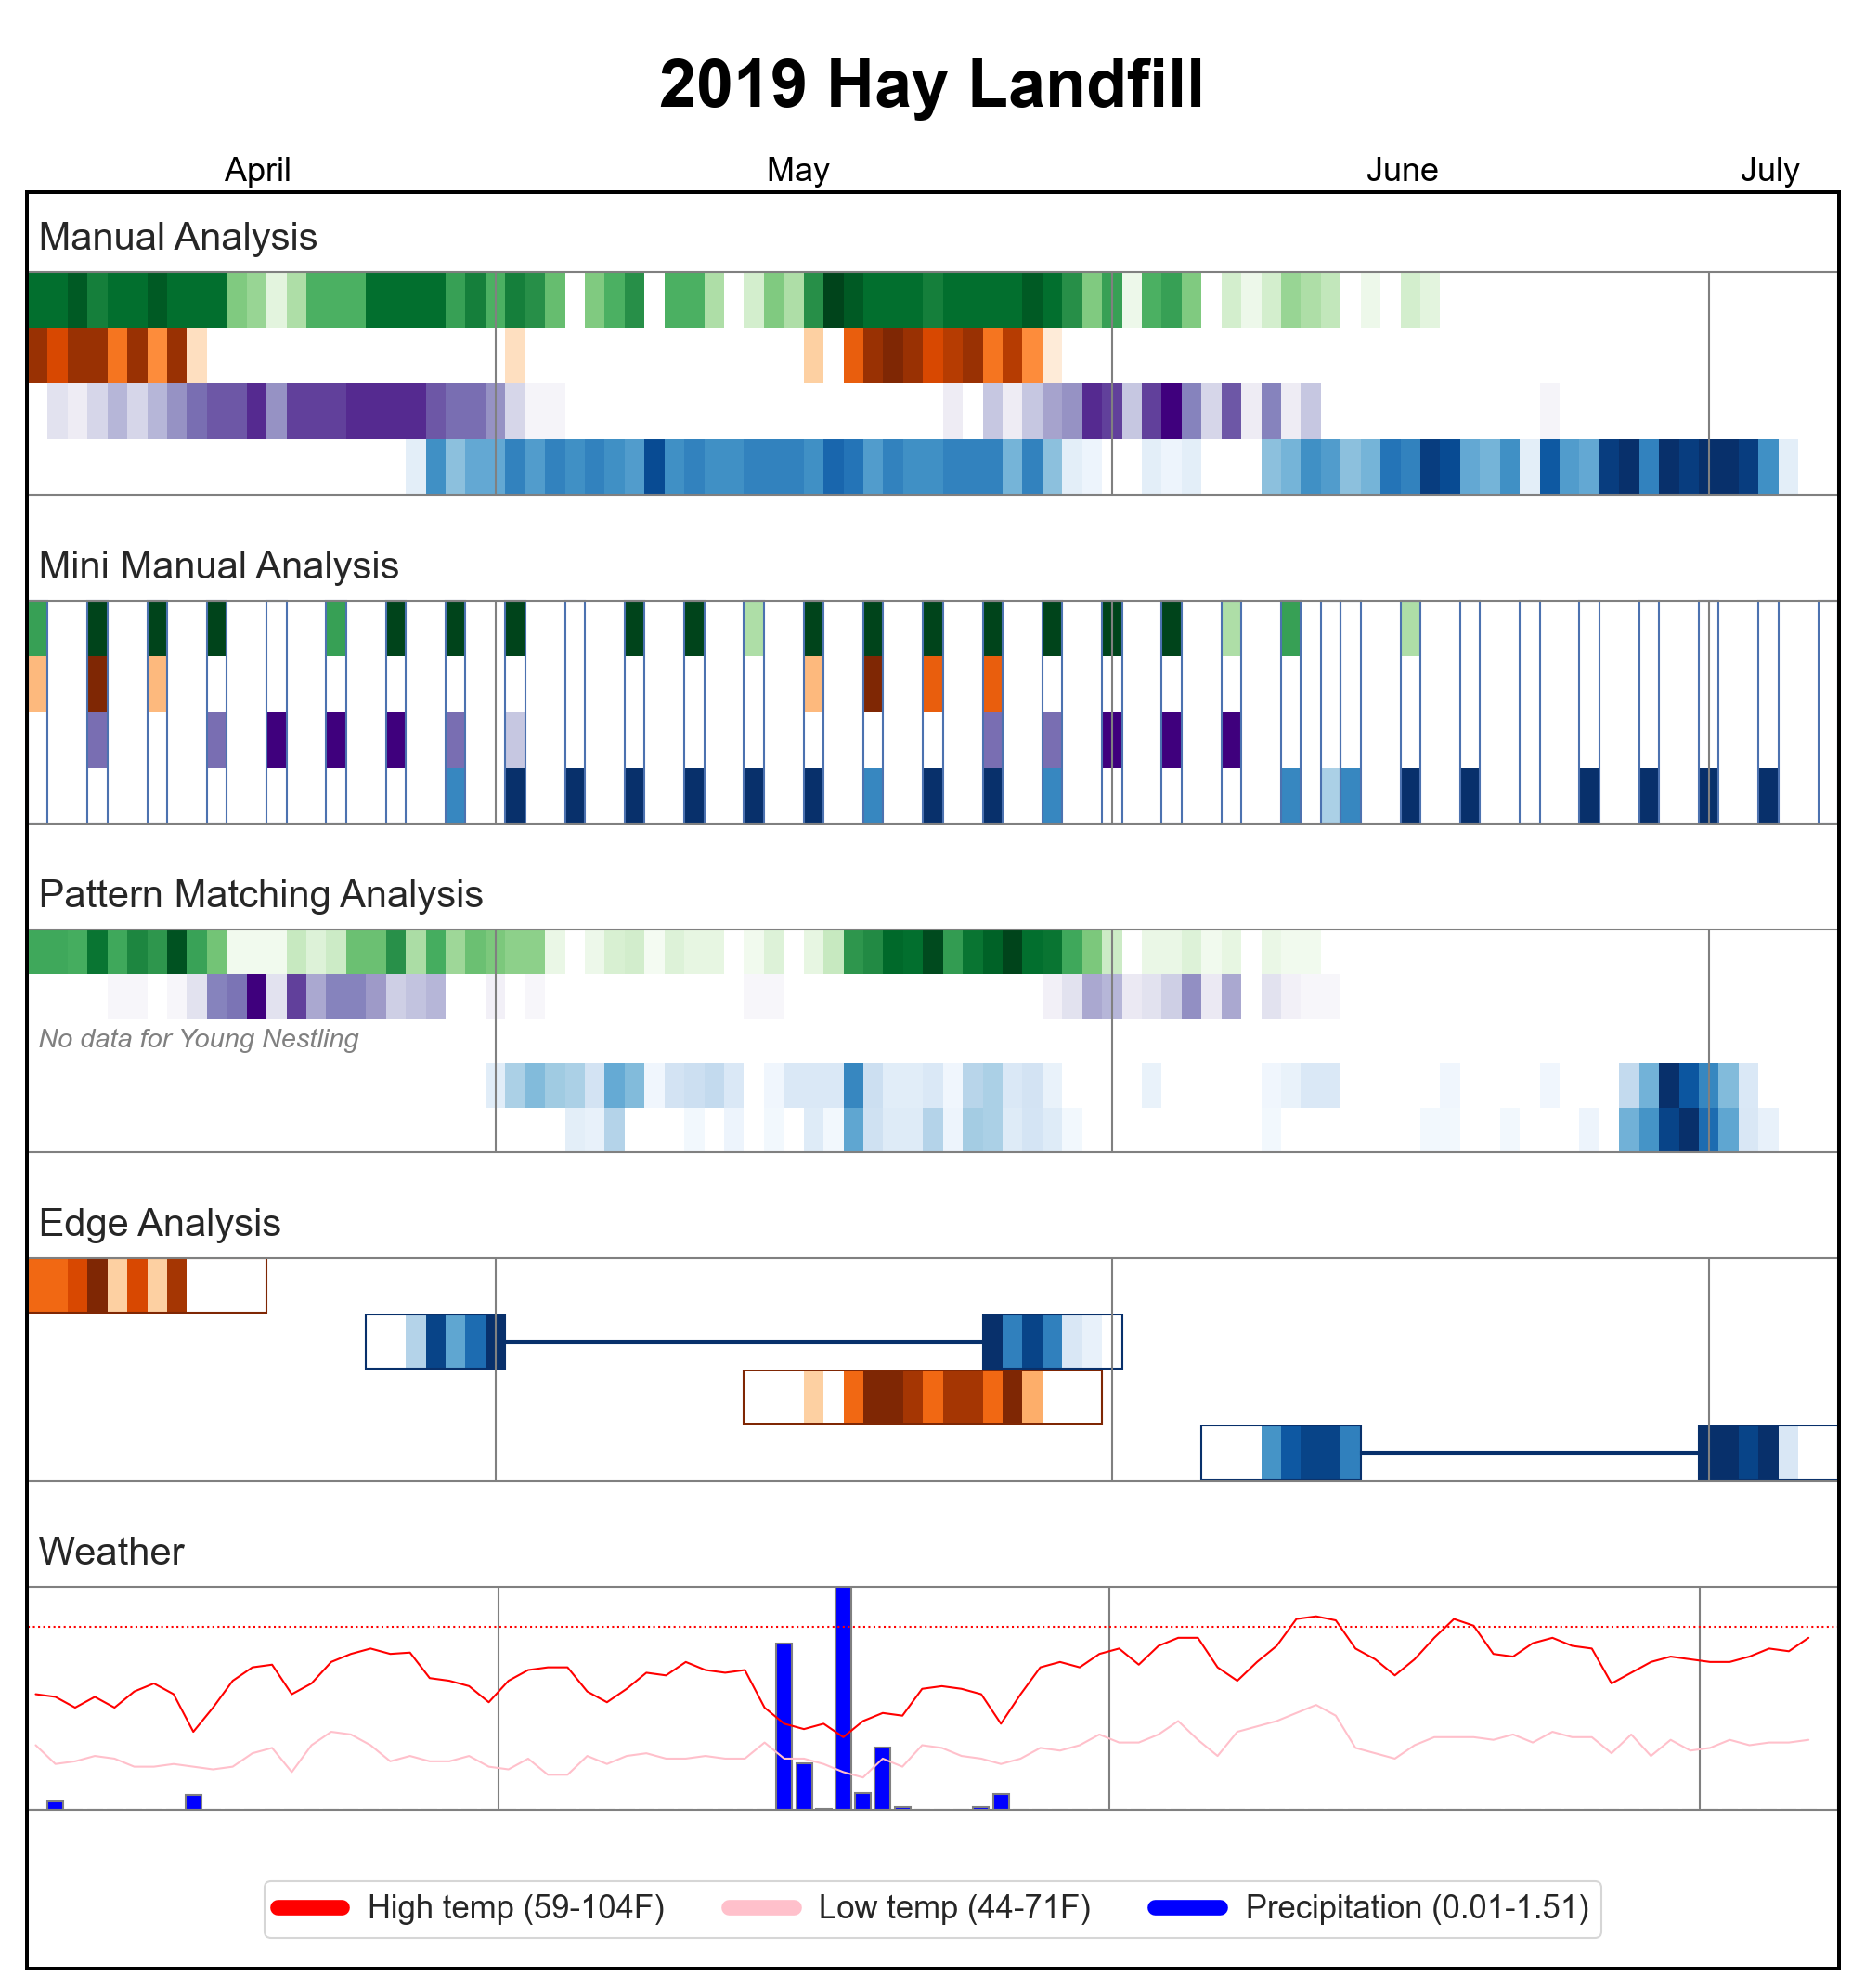 2019 Hay Landfill
April May June July
Manual Analysis
Mini Manual Analysis
Pattern Matching Analysis
No data for Young Nestling
Edge Analysis
Weather
High temp (59-104F) Low temp (44-71F) Precipitation (0.01-1.51)